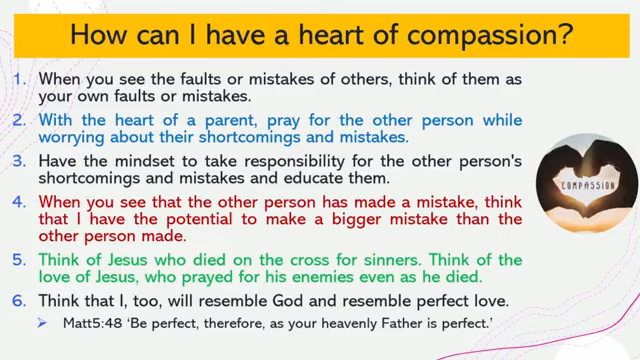 How can I have a heart of compassion?
1. When you see the faults or mistakes of others, think of them as
your own faults or mistakes.
2. With the heart of a parent, pray for the other person while
worrying about their shortcomings and mistakes.
3. Have the mindset to take responsibility for the other person's
shortcomings and mistakes and educate them.
4. When you see that the other person has made a mistake, think
that I have the potential to make a bigger mistake than the
other person made.
5. Think of Jesus who died on the cross for sinners. Think of the
love of Jesus, who prayed for his enemies even as he died.
6. Think that I, too, will resemble God and resemble perfect love.
➢ Matt5:48 ‘Be perfect, therefore, as your heavenly Father is perfect.’
COMPASSION